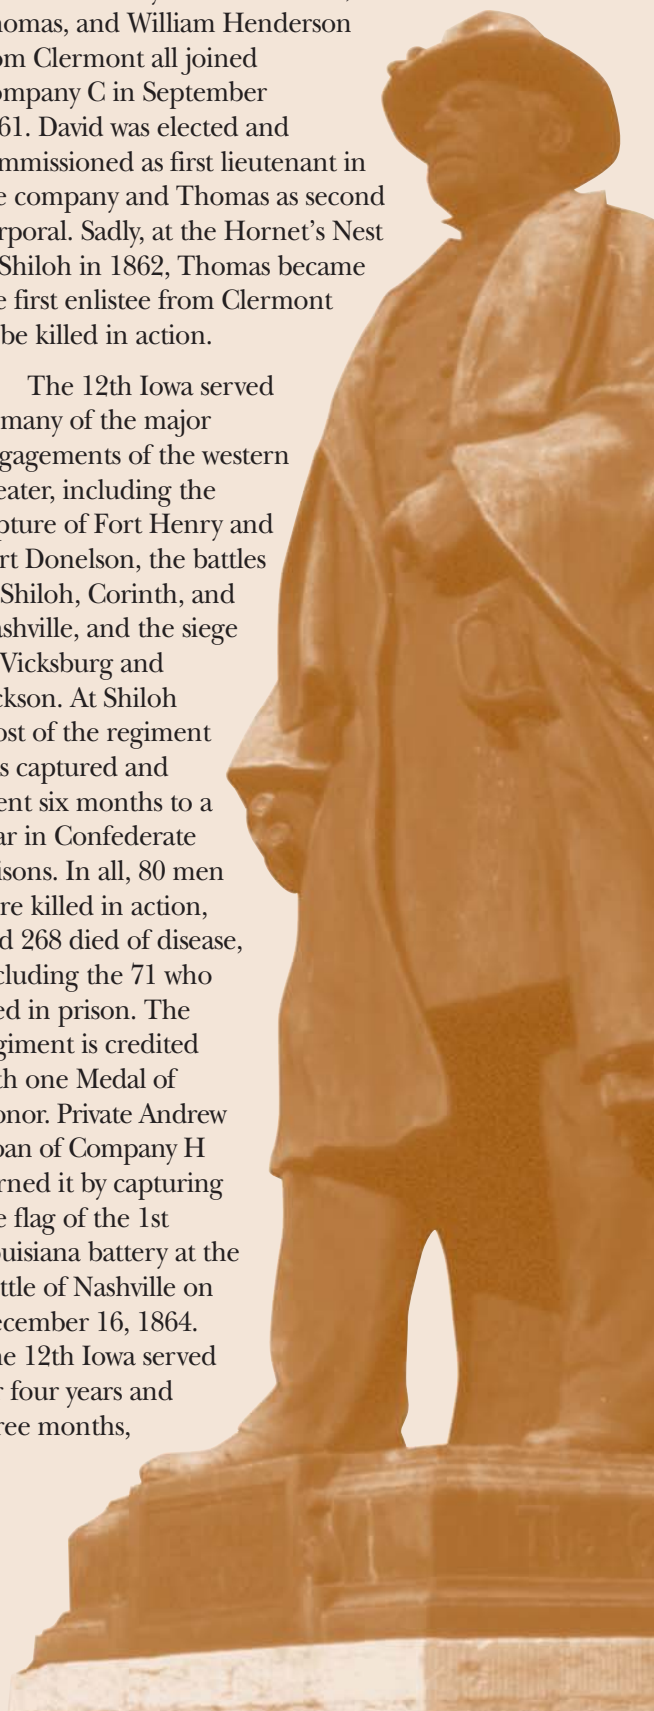 homas, and William Henderson
om Clermont all joined
ompany C in September
61. David was elected and
mmissioned as first lieutenant in
e company and Thomas as second
rporal. Sadly, at the Hornet’s Nest
Shiloh in 1862, Thomas became
e first enlistee from Clermont
be killed in action.
The 12th Iowa served
many of the major
gagements of the western
eater, including the
pture of Fort Henry and
rt Donelson, the battles
Shiloh, Corinth, and
ashville, and the siege
Vicksburg and
ckson. At Shiloh
ost of the regiment
s captured and
ent six months to a
ar in Confederate
isons. In all, 80 men
re killed in action,
d 268 died of disease,
cluding the 71 who
ed in prison. The
giment is credited
th one Medal of
onor. Private Andrew
oan of Company H
rned it by capturing
e flag of the 1st
uisiana battery at the
ttle of Nashville on
ecember 16, 1864.
he 12th Iowa served
r four years and
ree months,